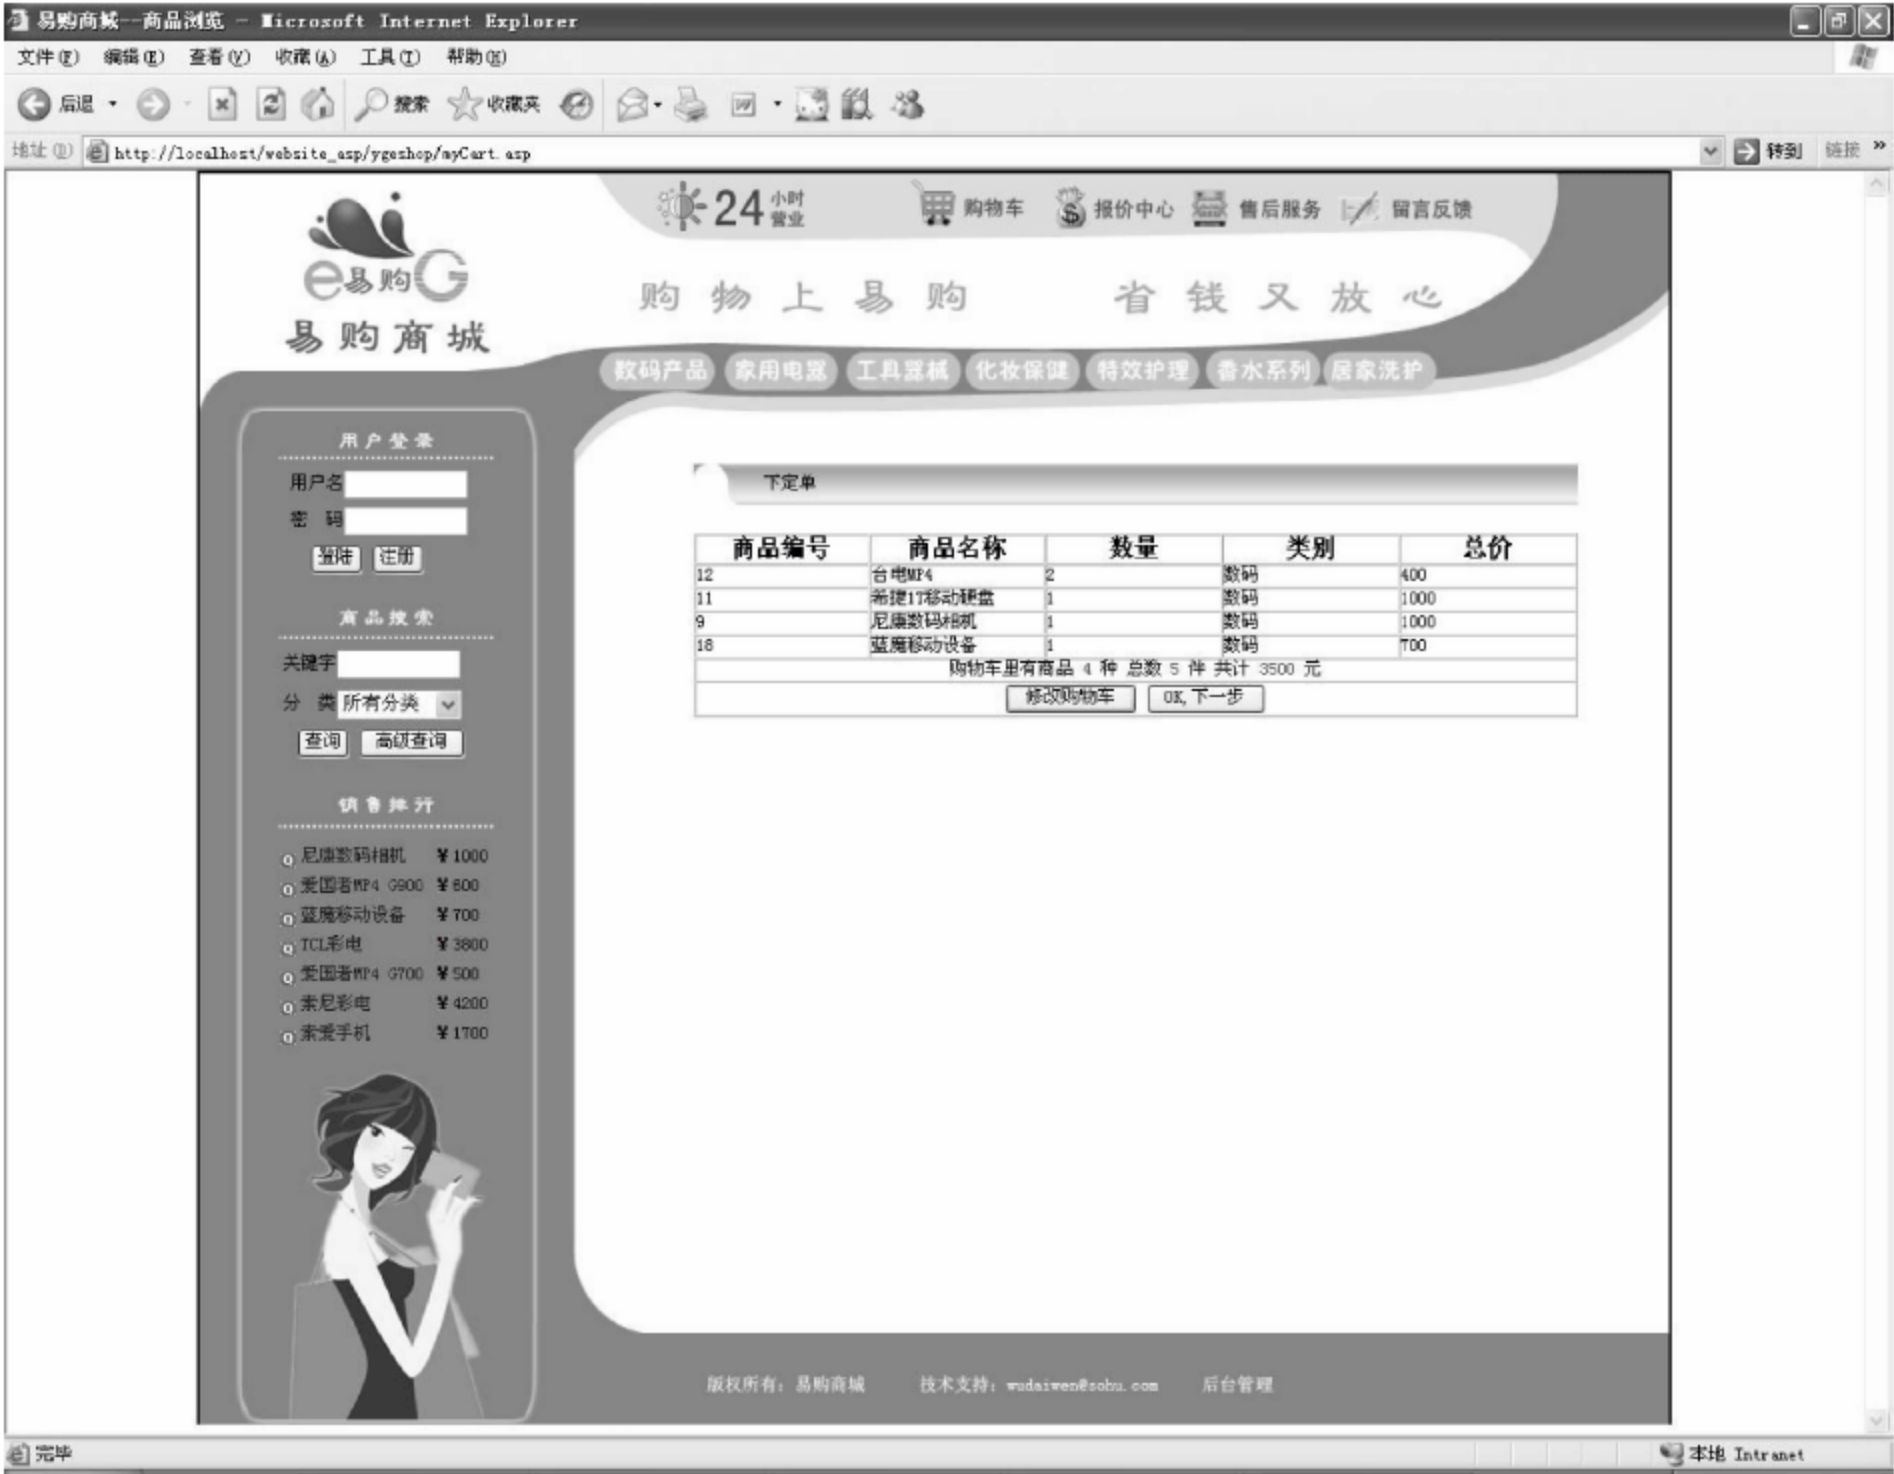 易购商城--商品浏览 - Microsoft Internet Explorer
文件(F) 编辑(E) 查看(V) 收藏(A) 工具(T) 帮助(H)
后退 搜索 收藏夹
地址(D) http://localhost/website_asp/ygeshop/myCart.asp 转到 链接 »
24 小时营业 购物车 报价中心 售后服务 留言反馈
e易购G
易购商城
购物上易购 省钱又放心
数码产品 家用电器 工具器械 化妆保健 特效护理 香水系列 居家洗护
用户登录
用户名
密 码
登陆 注册
商品搜索
关键字
分 类 所有分类
查询 高级查询
销售排行
尼康数码相机 ¥1000
爱国者MP4 G900 ¥600
蓝魔移动设备 ¥700
TCL彩电 ¥3800
爱国者MP4 G700 ¥500
索尼彩电 ¥4200
索爱手机 ¥1700
下定单
商品编号 商品名称 数量 类别 总价
12 台电MP4 2 数码 400
11 希捷1T移动硬盘 1 数码 1000
9 尼康数码相机 1 数码 1000
18 蓝魔移动设备 1 数码 700
购物车里有商品 4 种 总数 5 件 共计 3500 元
修改购物车 OK,下一步
版权所有：易购商城 技术支持：wudaiwen@sohu.com 后台管理
完毕 本地 Intranet